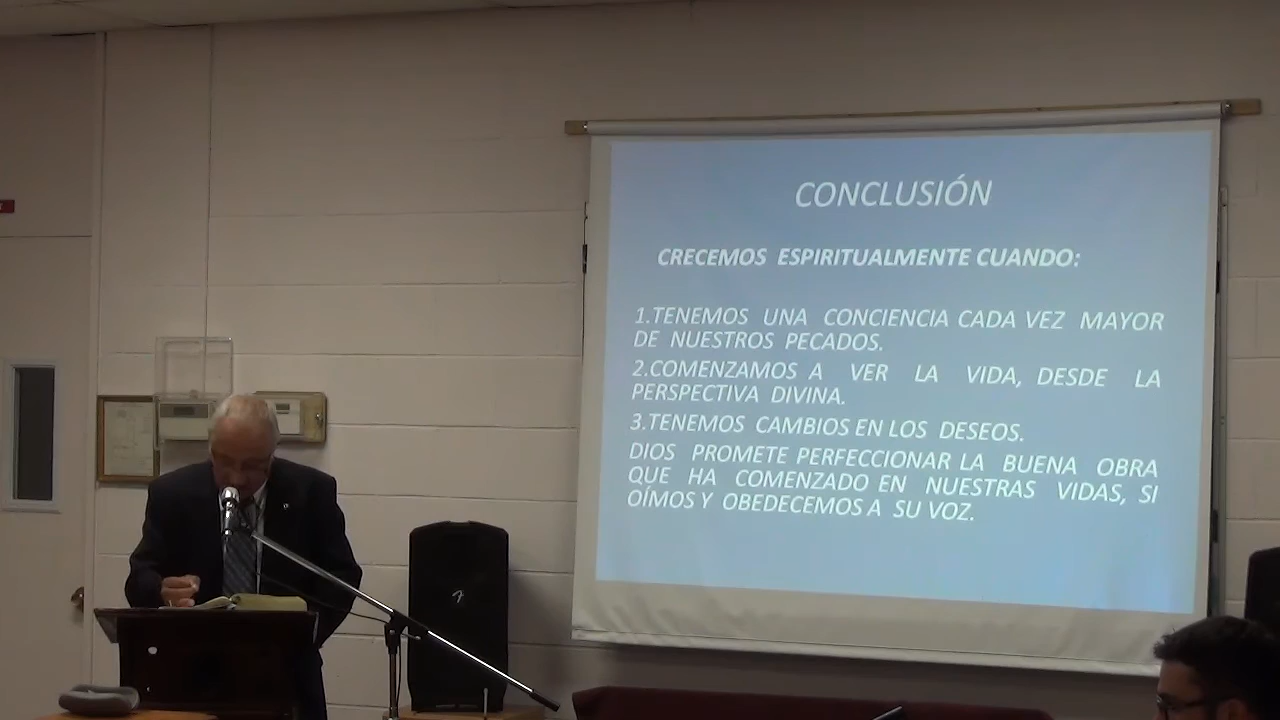 CONCLUSIÓN
CRECEMOS ESPIRITUALMENTE CUANDO:
1.TENEMOS UNA CONCIENCIA CADA VEZ MAYOR
DE NUESTROS PECADOS.
2.COMENZAMOS A VER LA VIDA, DESDE LA
PERSPECTIVA DIVINA.
3.TENEMOS CAMBIOS EN LOS DESEOS.
DIOS PROMETE PERFECCIONAR LA BUENA OBRA
QUE HA COMENZADO EN NUESTRAS VIDAS, SI
OÍMOS Y OBEDECEMOS A SU VOZ.